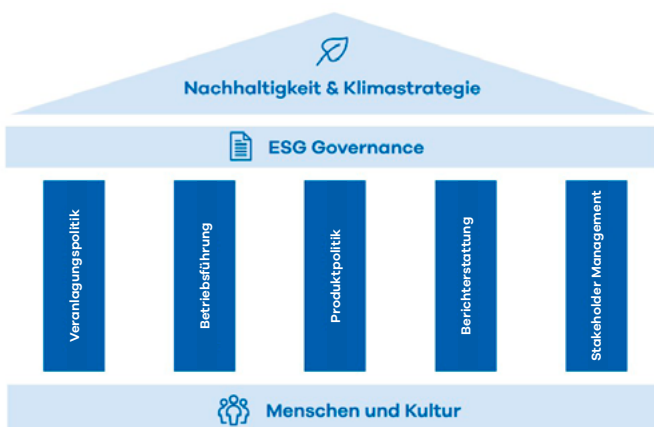 Nachhaltigkeit & Klimastrategie
ESG Governance
Veranlagungspolitik
Betriebsführung
Produktpolitik
Berichterstattung
Stakeholder Management
Menschen und Kultur